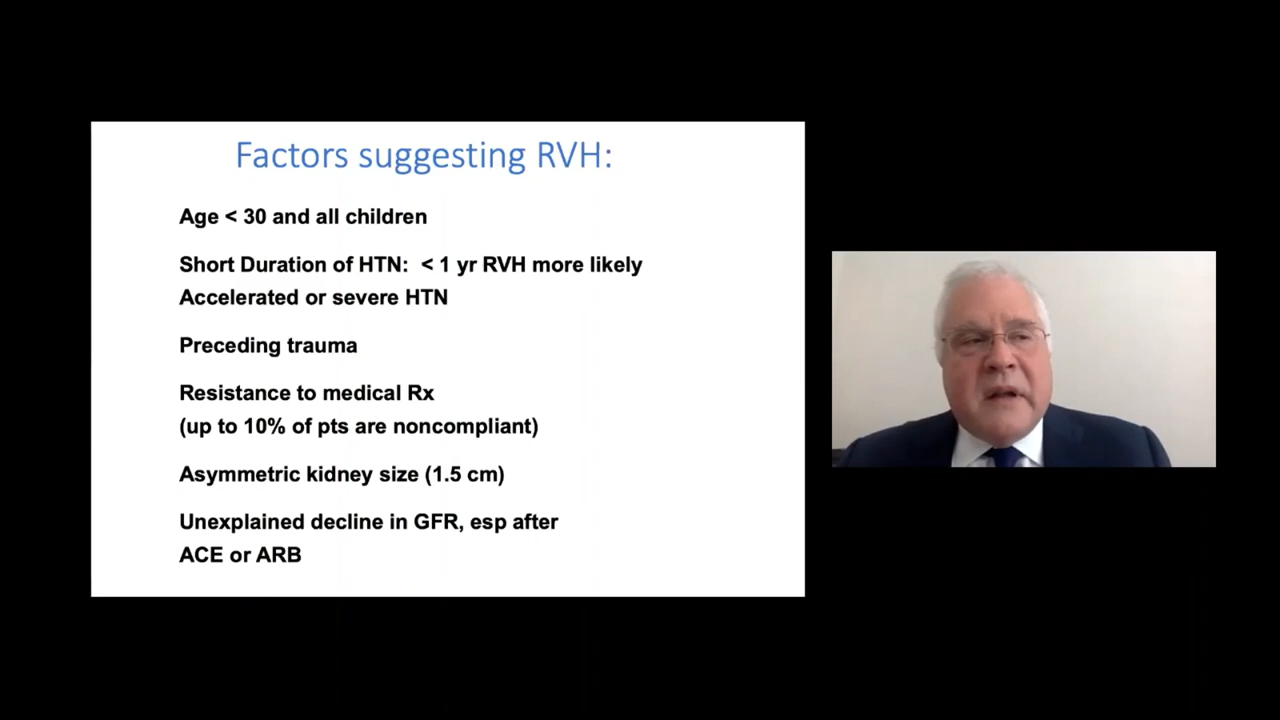 Factors suggesting RVH:
Age < 30 and all children
Short Duration of HTN: < 1 yr RVH more likely
Accelerated or severe HTN
Preceding trauma
Resistance to medical Rx
(up to 10% of pts are noncompliant)
Asymmetric kidney size (1.5 cm)
Unexplained decline in GFR, esp after
ACE or ARB